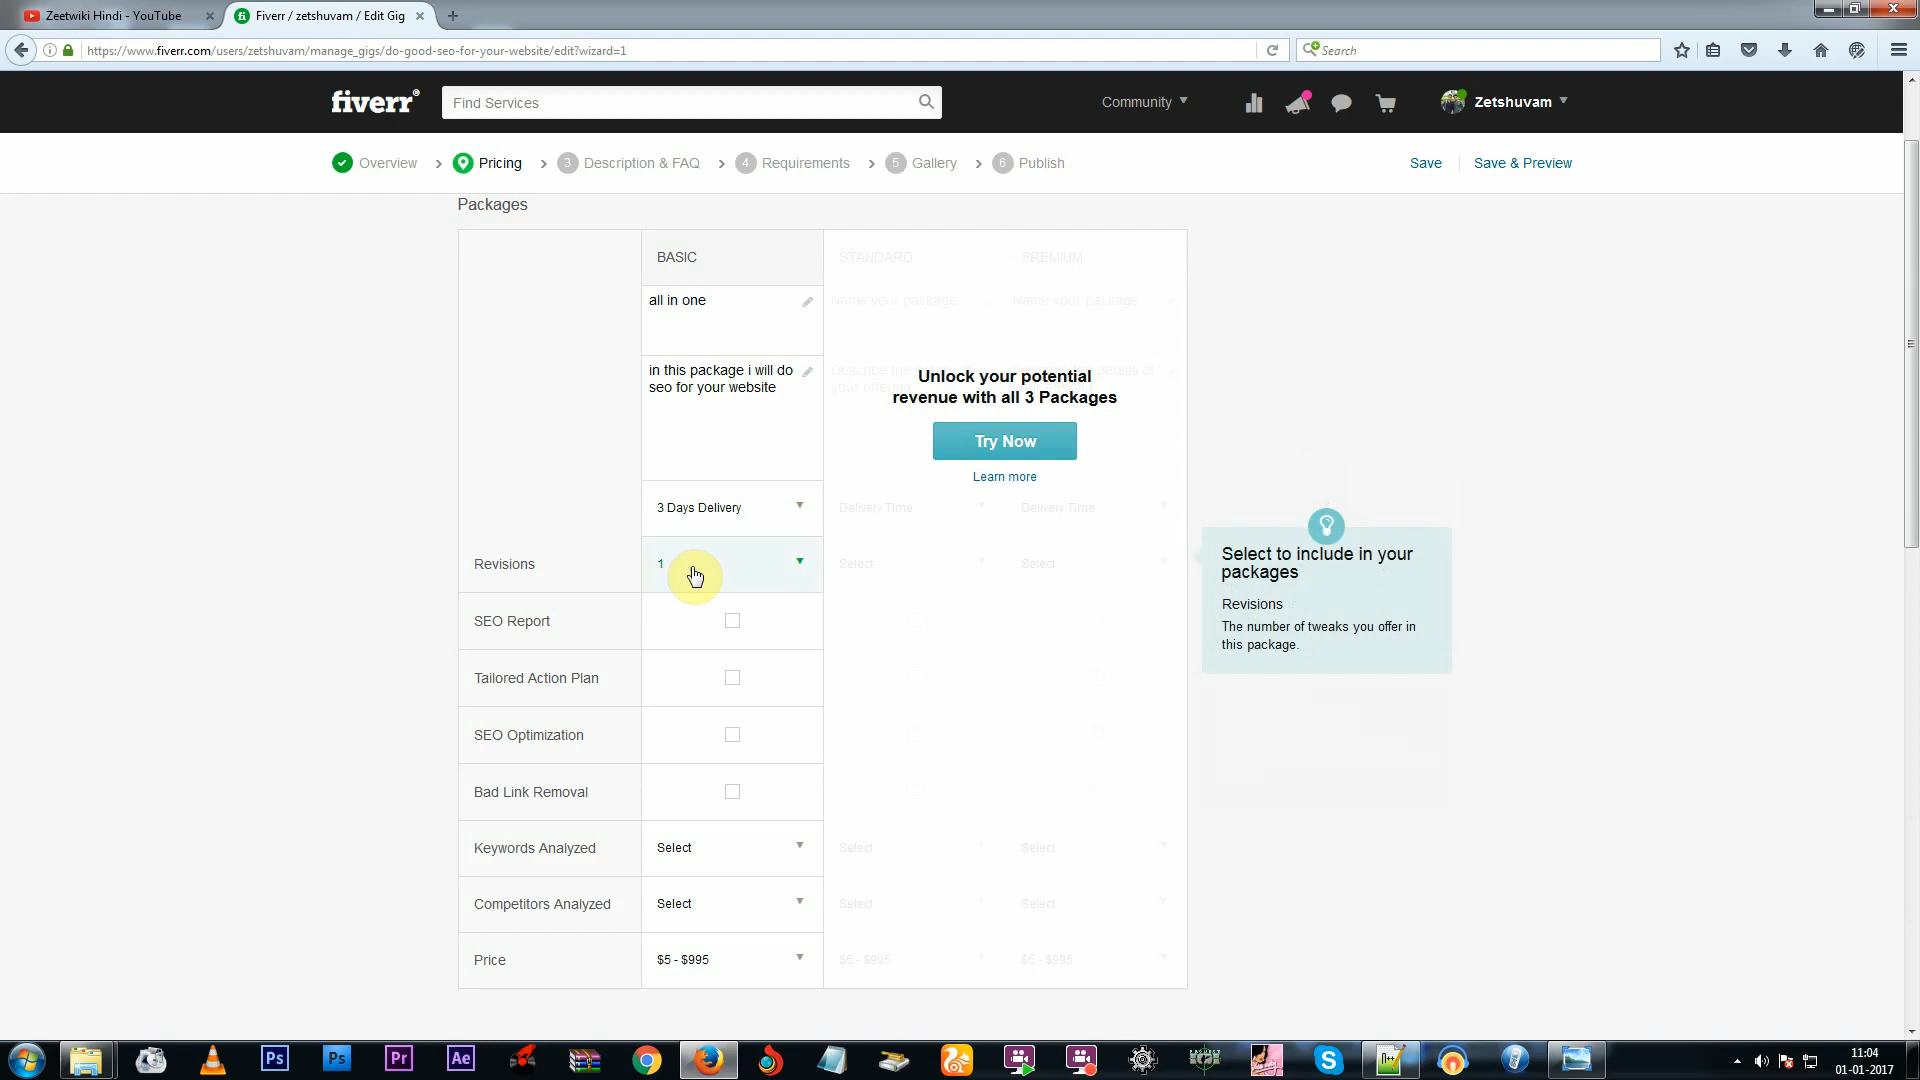 Zeetwiki Hindi - YouTube
Fiverr / zetshuvam / Edit Gig
https://www.fiverr.com/users/zetshuvam/manage_gigs/do-good-seo-for-your-website/edit?wizard=1
Search
fiverr®
Find Services
Community
Zetshuvam
Overview
Pricing
3 Description & FAQ
4 Requirements
5 Gallery
6 Publish
Save
Save & Preview
Packages
BASIC
STANDARD
PREMIUM
all in one
Name your package
Name your package
in this package i will do
seo for your website
Unlock your potential
revenue with all 3 Packages
Try Now
Learn more
3 Days Delivery
Delivery Time
Delivery Time
Revisions
1
Select
Select
Select to include in your
packages
Revisions
The number of tweaks you offer in
this package.
SEO Report
Tailored Action Plan
SEO Optimization
Bad Link Removal
Keywords Analyzed
Select
Select
Select
Competitors Analyzed
Select
Select
Select
Price
$5 - $995
$5 - $995
$5 - $995
Ps
Ps
Pr
Ae
11:04
01-01-2017